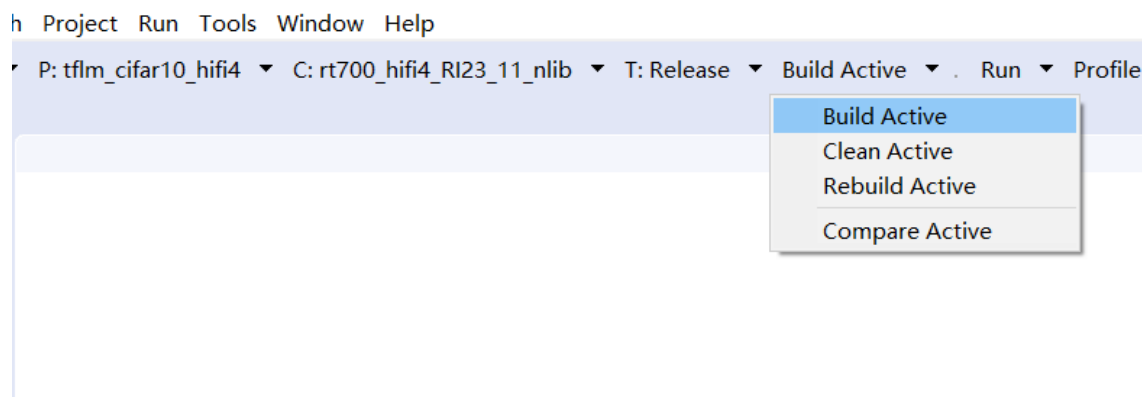 h Project Run Tools Window Help
P: tflm_cifar10_hifi4 C: rt700_hifi4_RI23_11_nlib T: Release Build Active . Run Profile
Build Active
Clean Active
Rebuild Active
Compare Active